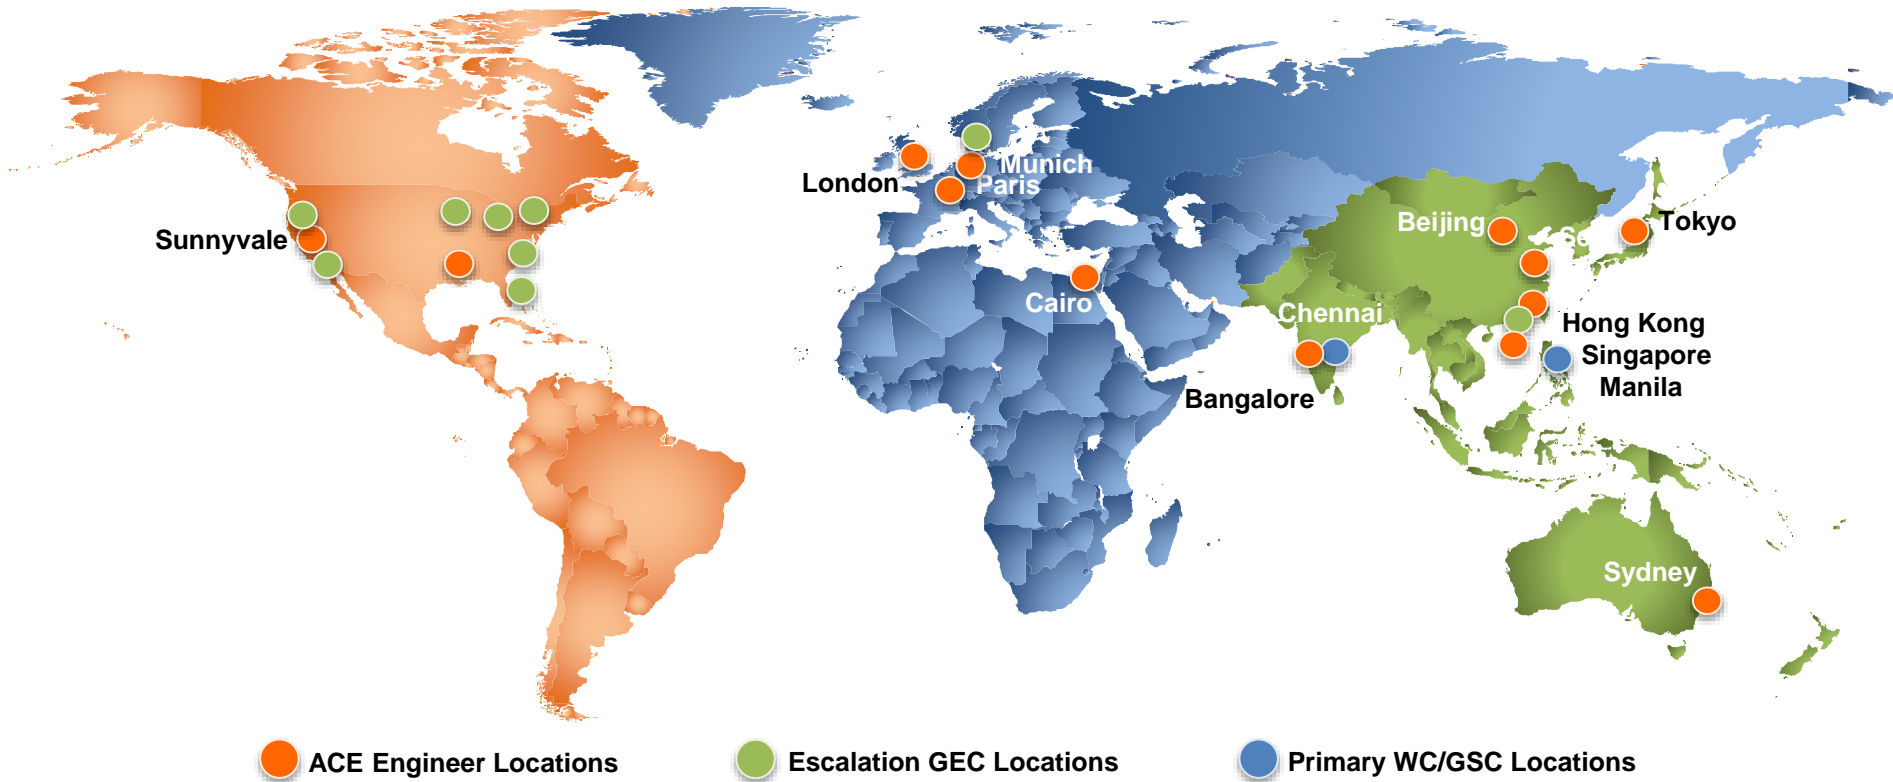 Munich
London
Paris
Sunnyvale
Beijing
Tokyo
Cairo
Chennai
Hong Kong
Singapore
Manila
Bangalore
Sydney
ACE Engineer Locations
Escalation GEC Locations
Primary WC/GSC Locations